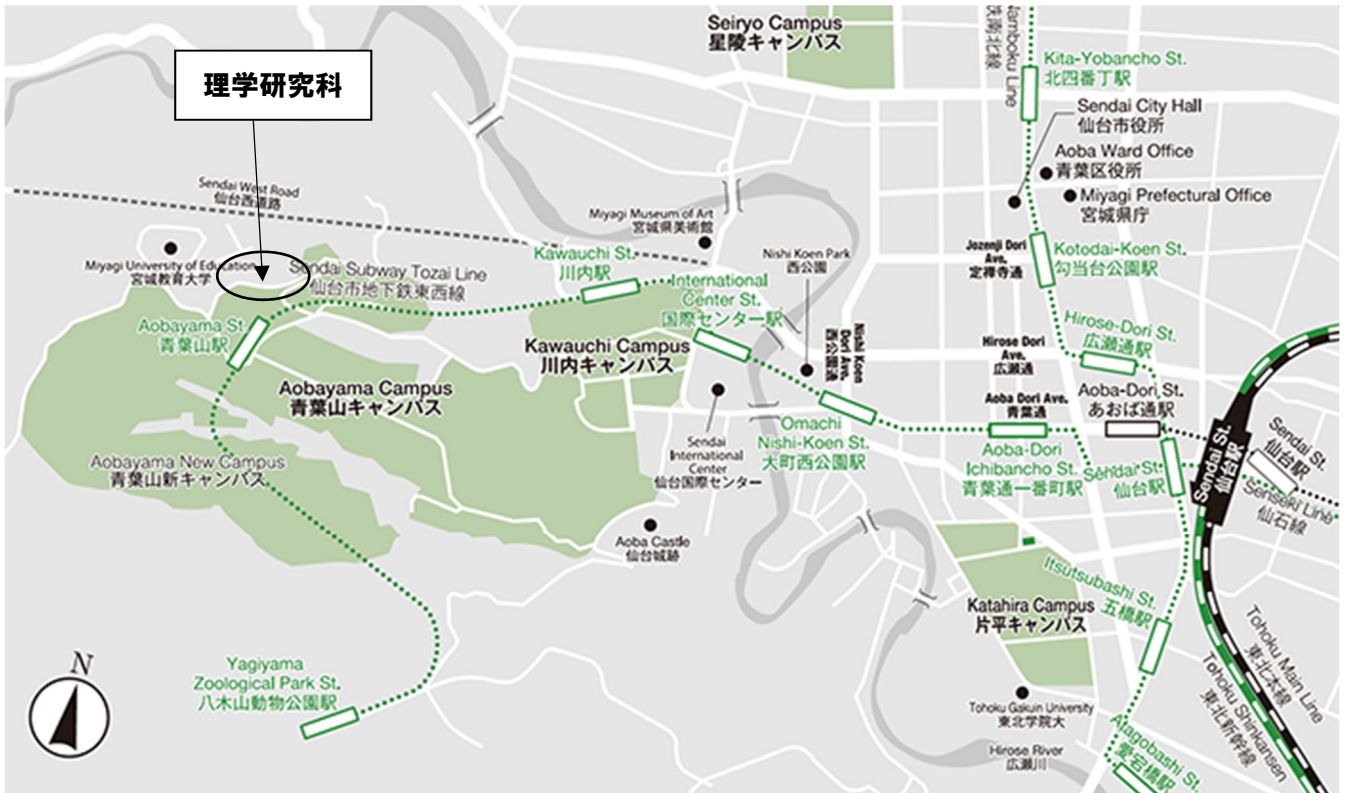 Seiryo Campus
星陵キャンパス
Namboku Line
鉄南北線
Kita-Yobancho St.
北四番丁駅
理学研究科
Sendai City Hall
仙台市役所
Aoba Ward Office
青葉区役所
Miyagi Prefectural Office
宮城県庁
Sendai West Road
仙台西道路
Miyagi Museum of Art
宮城県美術館
Nishi Koen Park
西公園
Jozenji Dori
Ave.
定禅寺通
Kotodai-Koen St.
勾当台公園駅
Miyagi University of Education
宮城教育大学
Sendai Subway Tozai Line
仙台市地下鉄東西線
Kawauchi St.
川内駅
International
Center St.
国際センター駅
Aobayama St.
青葉山駅
Kawauchi Campus
川内キャンパス
Nishi Koen
Dori Ave.
西公園通
Hirose Dori
Ave.
広瀬通
Hirose-Dori St.
広瀬通駅
Aobayama Campus
青葉山キャンパス
Aoba Dori Ave.
青葉通
Aoba-Dori St.
あおば通駅
Sendai
International
Center
仙台国際センター
Omachi
Nishi-Koen St.
大町西公園駅
Aoba-Dori
Ichibancho St.
青葉通一番町駅
Sendai St.
仙台駅
Sendai St.
仙台駅
Sendai St.
仙台駅
Senseki Line
仙石線
Aobayama New Campus
青葉山新キャンパス
Aoba Castle
仙台城跡
Itsutsubashi St.
五橋駅
Katahira Campus
片平キャンパス
Tohoku Main Line
東北本線
Tohoku Shinkansen
東北新幹線
Yagiyama
Zoological Park St.
八木山動物公園駅
N
Tohoku Gakuin University
東北学院大
Hirose River
広瀬川
Atagobashi St.
愛宕橋駅